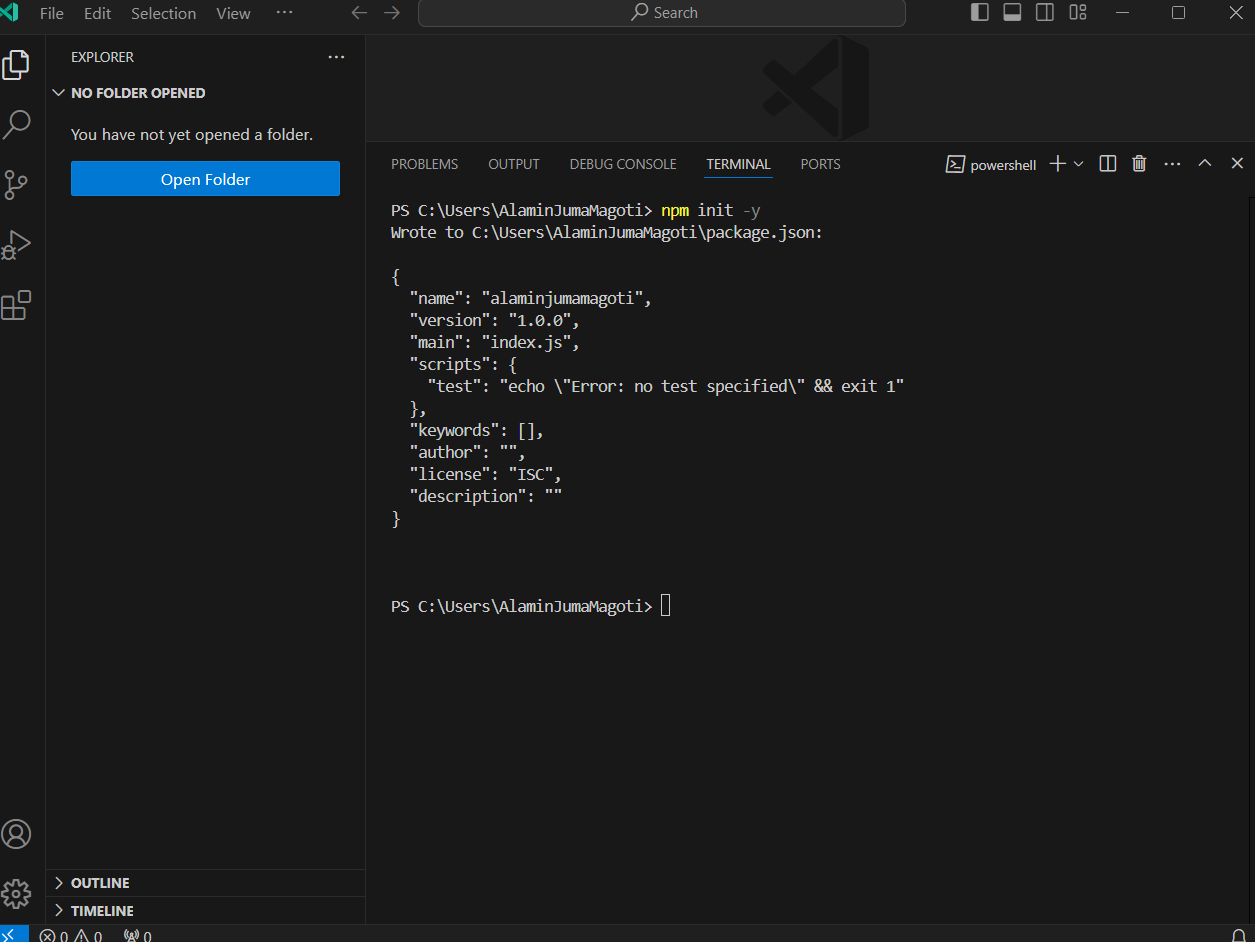 File Edit Selection View ···
Search
EXPLORER ···
NO FOLDER OPENED
You have not yet opened a folder.
Open Folder
OUTLINE
TIMELINE
PROBLEMS OUTPUT DEBUG CONSOLE TERMINAL PORTS
powershell ···
PS C:\Users\AlaminJumaMagoti> npm init -y
Wrote to C:\Users\AlaminJumaMagoti\package.json:
{
"name": "alaminjumamagoti",
"version": "1.0.0",
"main": "index.js",
"scripts": {
"test": "echo \"Error: no test specified\" && exit 1"
},
"keywords": [],
"author": "",
"license": "ISC",
"description": ""
}
PS C:\Users\AlaminJumaMagoti>
0 0 0